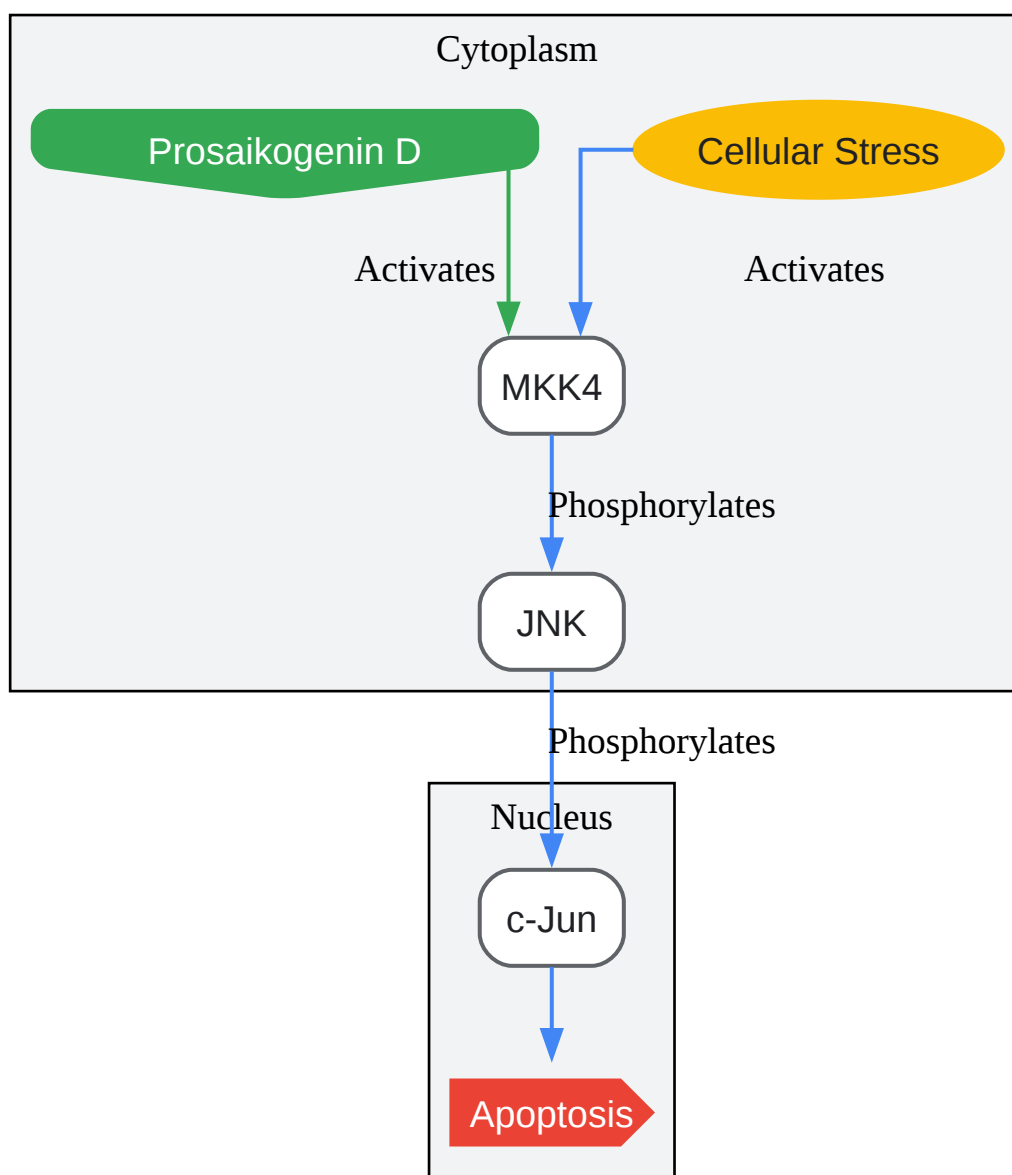 Cytoplasm
Prosaikogenin D
Cellular Stress
Activates
Activates
MKK4
Phosphorylates
JNK
Phosphorylates
Nucleus
c-Jun
Apoptosis